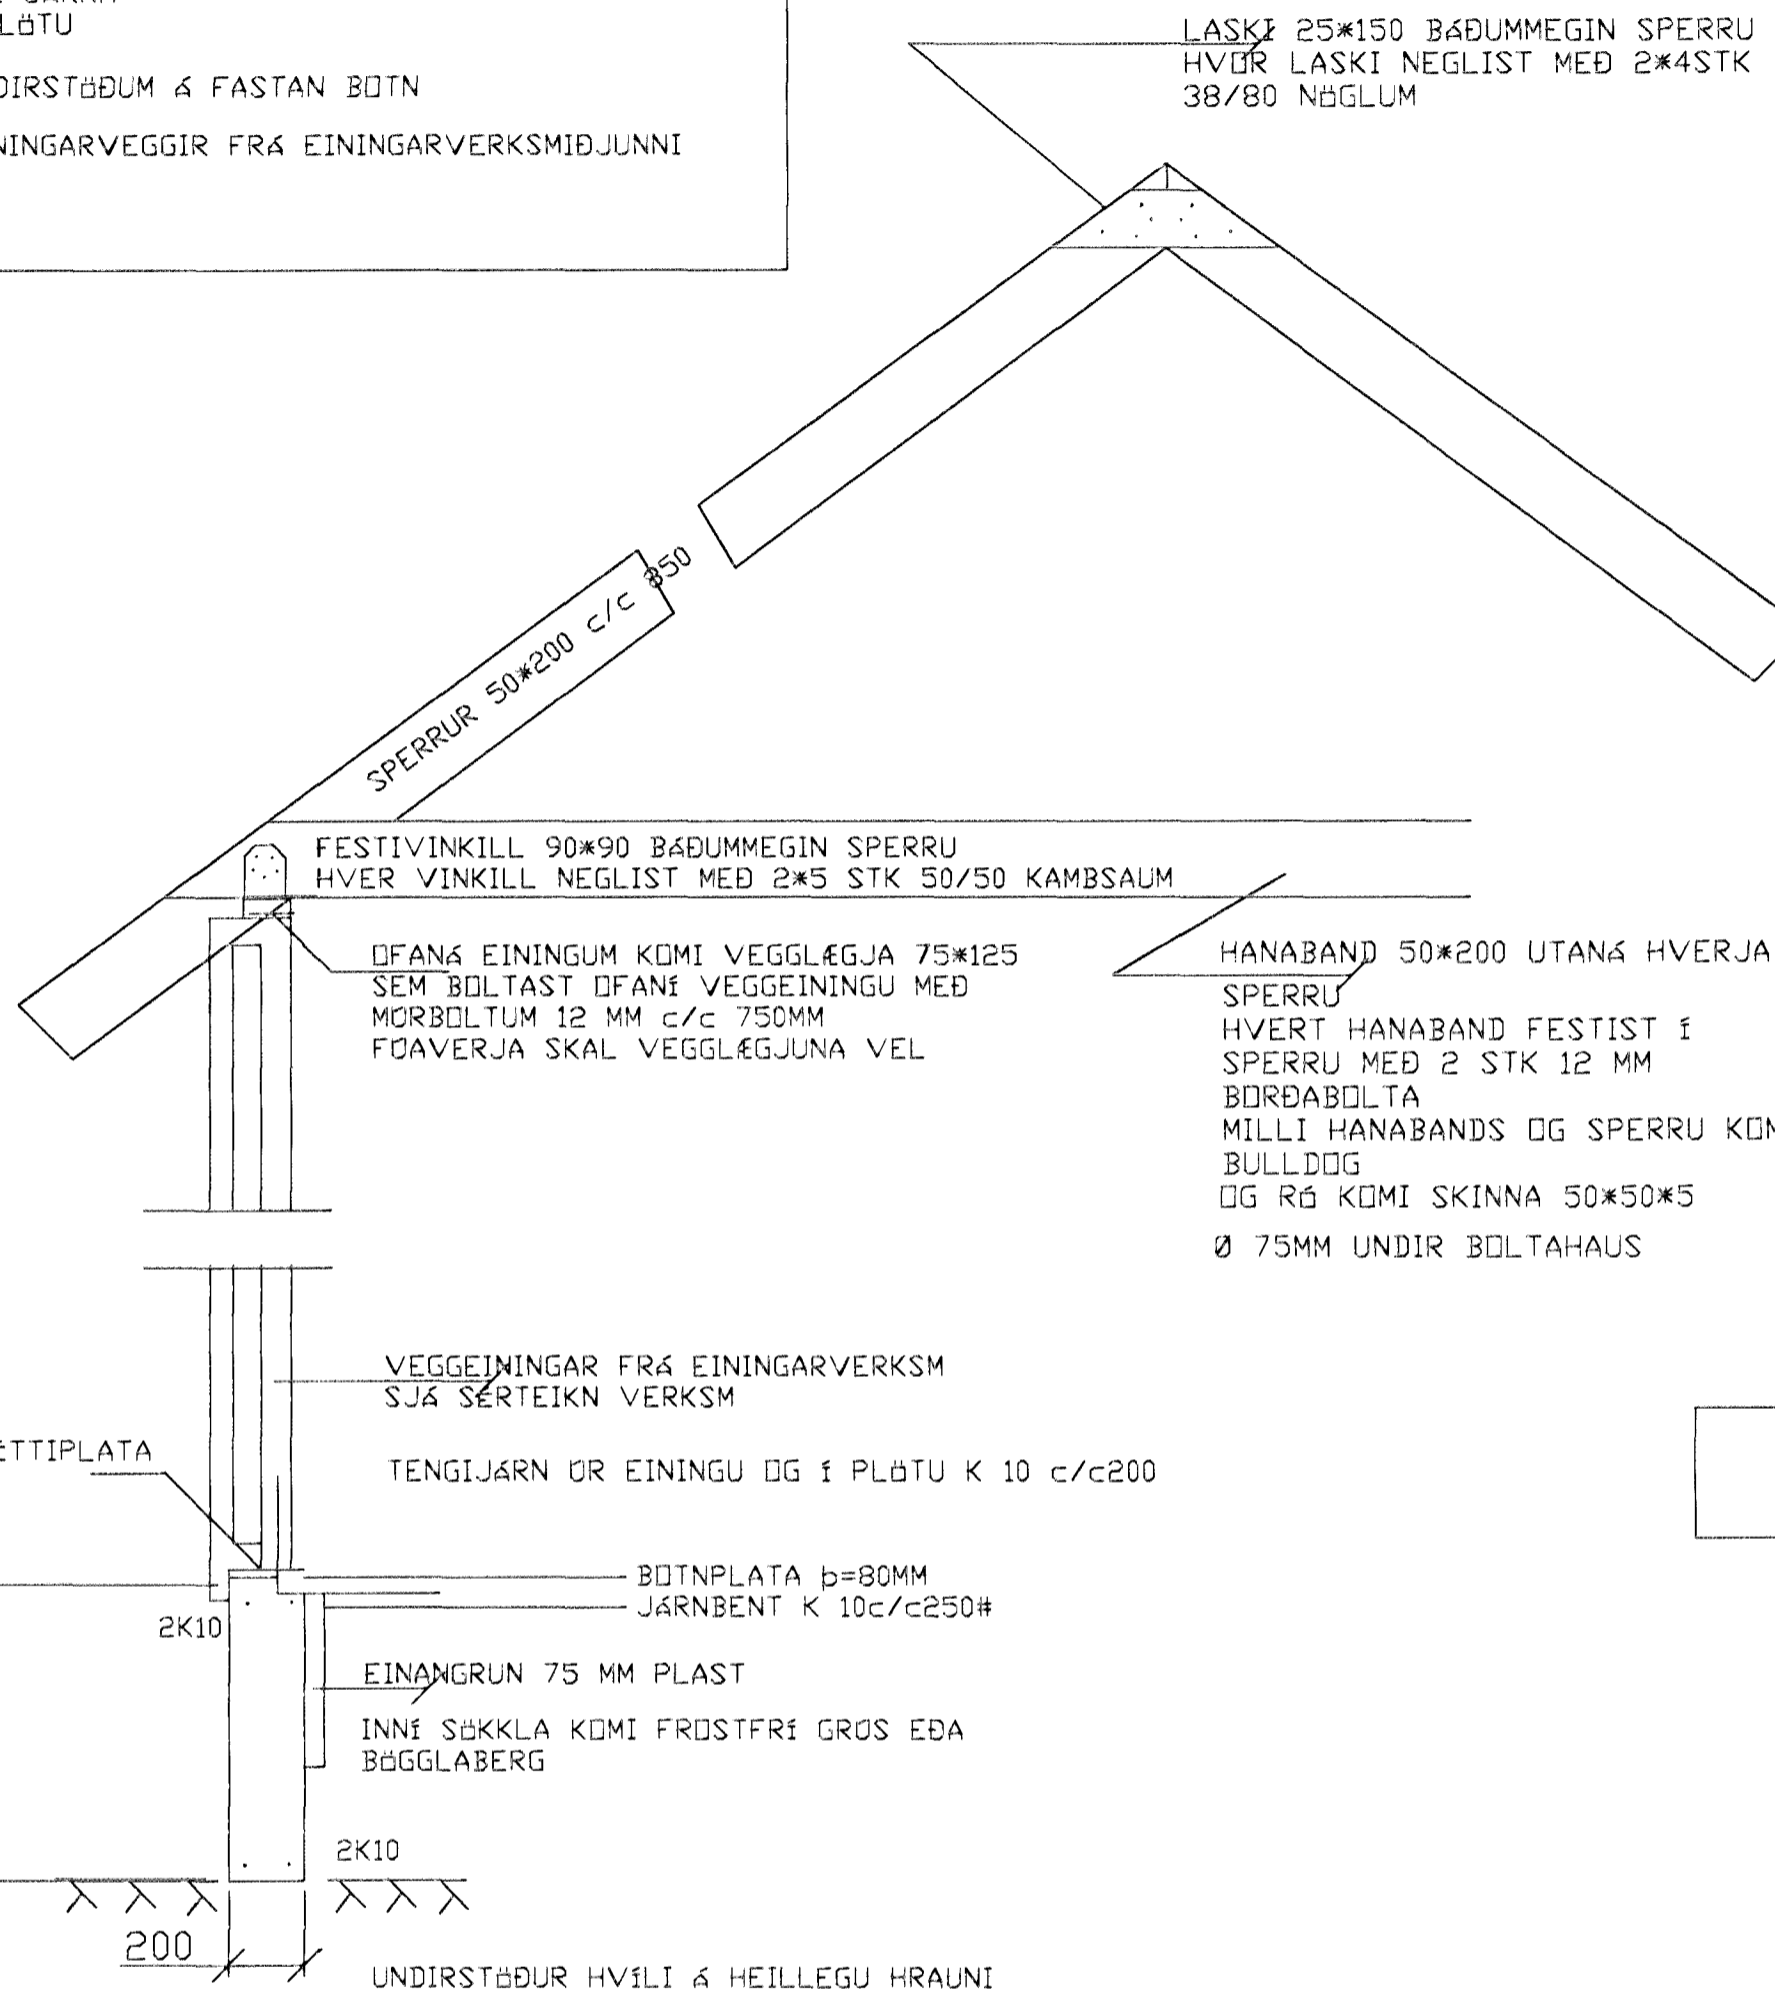 LÖTU
DIRSTÖÐUM Á FASTAN BOTN
NINGARVEGGIR FRÁ EININGARVERKSMIÐJUNNI
LASKI 25*150 BÁÐUMMEGIN SPERRU
HVOR LASKI NEGLIST MEÐ 2*4STK
38/80 NÖGLUM
SPERRUR 50*200 c/c 850
FESTIVINKILL 90*90 BÁÐUMMEGIN SPERRU
HVER VINKILL NEGLIST MEÐ 2*5 STK 50/50 KAMBSAUM
OFANÁ EININGUM KOMI VEGGLÆGJA 75*125
SEM BOLTAST OFANÍ VEGGEININGU MEÐ
MÚRBOLTUM 12 MM c/c 750MM
FÚAVERJA SKAL VEGGLÆGJUNA VEL
HANABAND 50*200 UTANÁ HVERJA
SPERRU
HVERT HANABAND FESTIST Í
SPERRU MEÐ 2 STK 12 MM
BORÐABOLTA
MILLI HANABANDS OG SPERRU KOM
BULLDOG
OG RÓ KOMI SKINNA 50*50*5
Ø 75MM UNDIR BOLTAHAUS
VEGGEININGAR FRÁ EININGARVERKSM
SJÁ SÉRTEIKN VERKSM
ÉTTIPLATA
TENGIJÁRN ÚR EININGU OG Í PLÖTU K 10 c/c200
BOTNPLATA þ=80MM
JÁRNBENT K 10c/c250#
2K10
EINANGRUN 75 MM PLAST
INNÍ SÖKKLA KOMI FROSTFRÍ GRÚS EÐA
BÖGGLABERG
2K10
200
UNDIRSTÖÐUR HVÍLI Á HEILLEGU HRAUNI